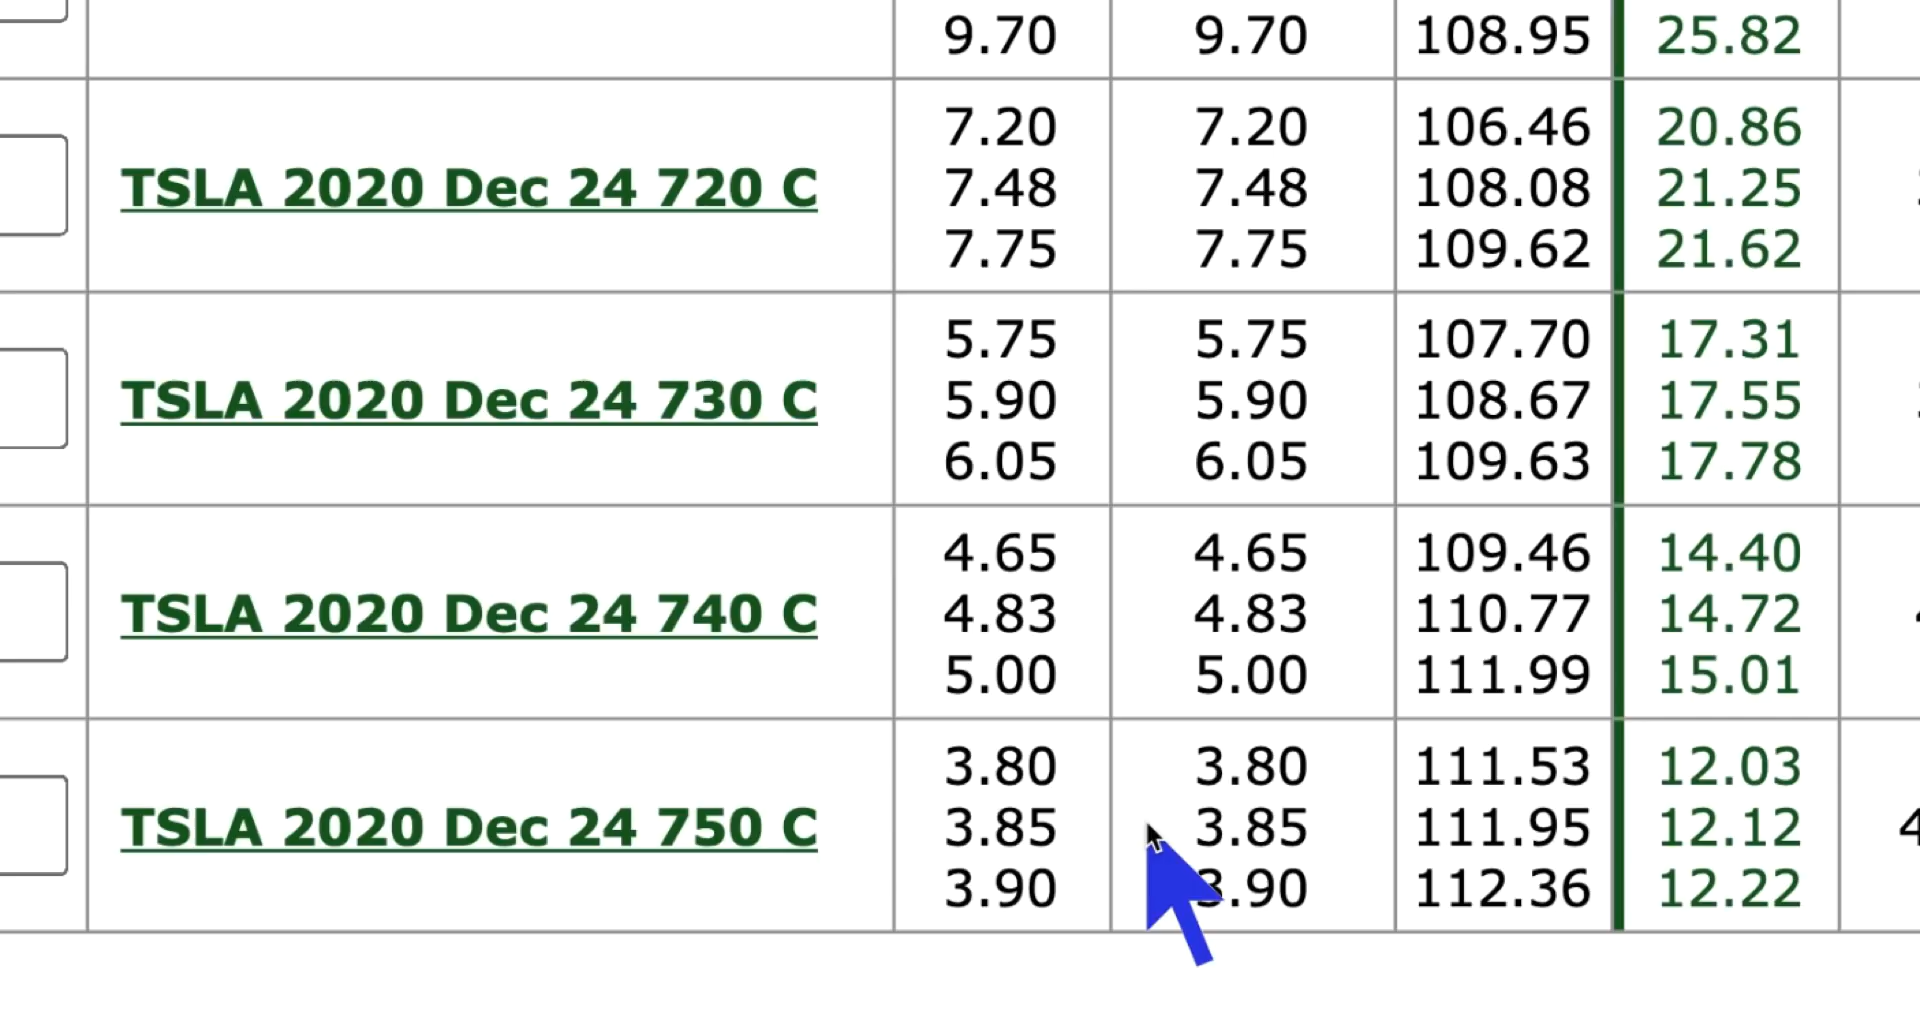 9.70 9.70 108.95 25.82
7.20 7.20 106.46 20.86
TSLA 2020 Dec 24 720 C 7.48 7.48 108.08 21.25
7.75 7.75 109.62 21.62
5.75 5.75 107.70 17.31
TSLA 2020 Dec 24 730 C 5.90 5.90 108.67 17.55
6.05 6.05 109.63 17.78
4.65 4.65 109.46 14.40
TSLA 2020 Dec 24 740 C 4.83 4.83 110.77 14.72
5.00 5.00 111.99 15.01
3.80 3.80 111.53 12.03
TSLA 2020 Dec 24 750 C 3.85 3.85 111.95 12.12
3.90 3.90 112.36 12.22